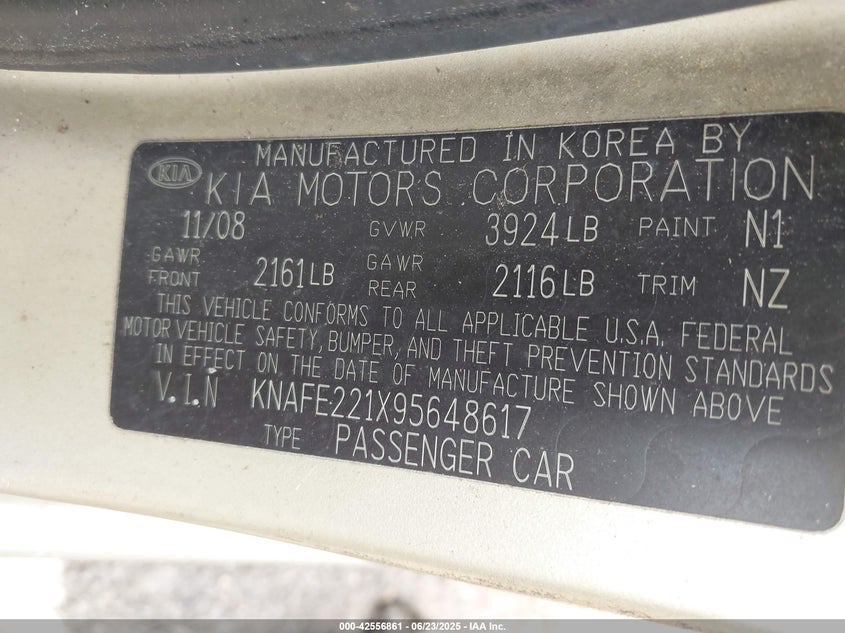 MANUFACTURED IN KOREA BY
KIA KIA MOTORS CORPORATION
11/08 GVWR 3924LB PAINT N1
GAWR FRONT 2161LB GAWR REAR 2116LB TRIM NZ
THIS VEHICLE CONFORMS TO ALL APPLICABLE U.S.A. FEDERAL
MOTOR VEHICLE SAFETY, BUMPER, AND THEFT PREVENTION STANDARDS
IN EFFECT ON THE DATE OF MANUFACTURE SHOWN ABOVE
V.I.N KNAFE221X95648617
TYPE PASSENGER CAR
000-42556861 - 06/23/2025 - IAA Inc.